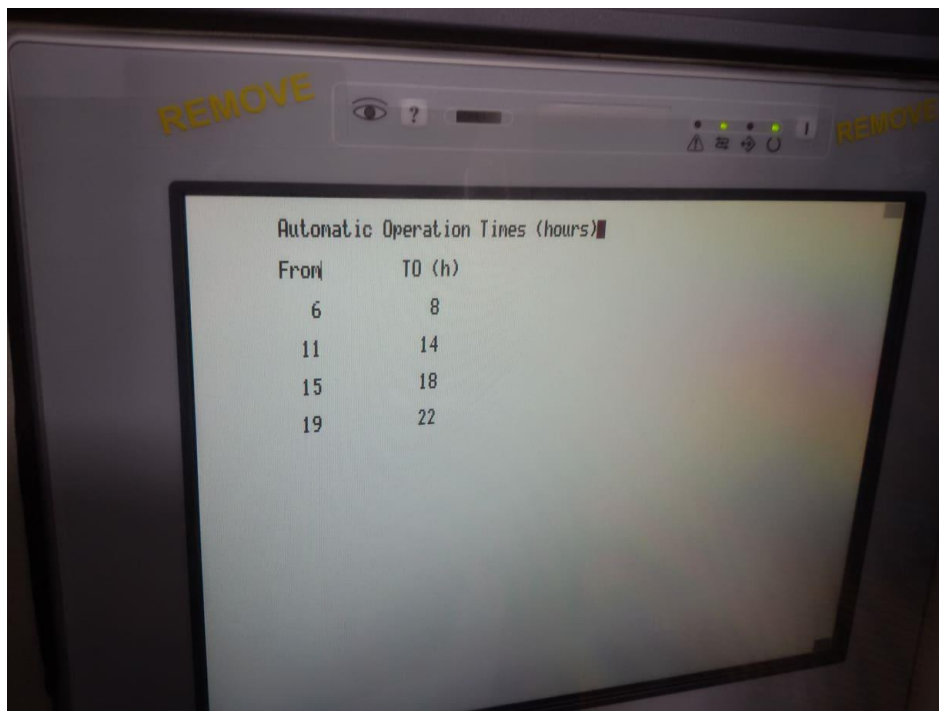 REMOVE
?
I
REMOVE
Automatic Operation Times (hours)
From TO (h)
6 8
11 14
15 18
19 22